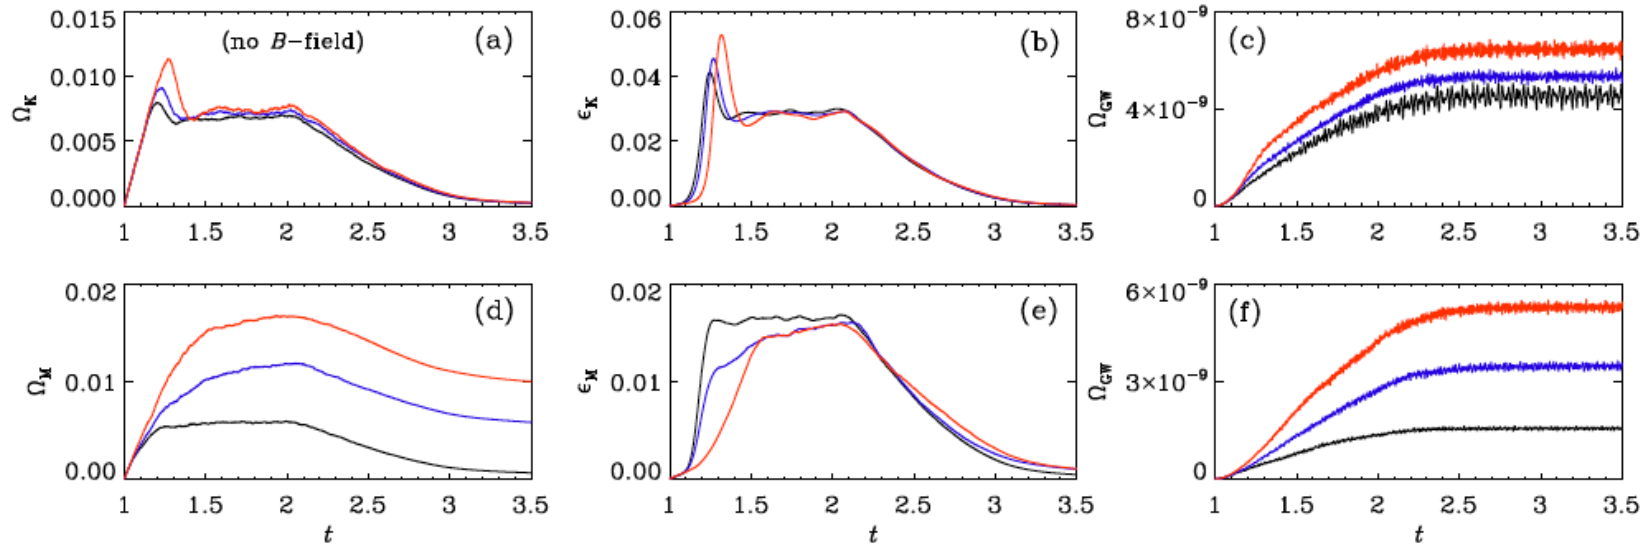 (no B-field)
(a)
Ω_K
0.015
0.010
0.005
0.000
1 1.5 2 2.5 3 3.5
(b)
ϵ_K
0.06
0.04
0.02
0.00
1 1.5 2 2.5 3 3.5
(c)
Ω_GW
8×10⁻⁹
4×10⁻⁹
0
1 1.5 2 2.5 3 3.5
(d)
Ω_M
0.02
0.01
0.00
1 1.5 2 2.5 3 3.5
t
(e)
ϵ_M
0.02
0.01
0.00
1 1.5 2 2.5 3 3.5
t
(f)
Ω_GW
6×10⁻⁹
3×10⁻⁹
0
1 1.5 2 2.5 3 3.5
t